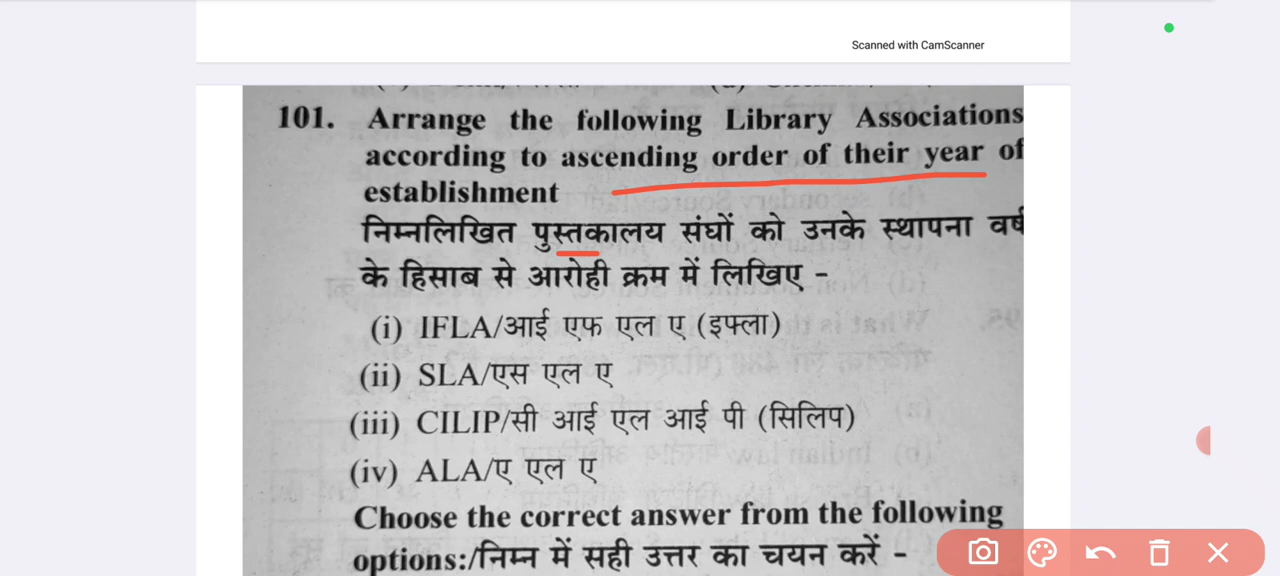 Scanned with CamScanner
101. Arrange the following Library Associations
according to ascending order of their year of
establishment
निम्नलिखित पुस्तकालय संघों को उनके स्थापना वर्ष
के हिसाब से आरोही क्रम में लिखिए -
(i) IFLA/आई एफ एल ए (इफ्ला)
(ii) SLA/एस एल ए
(iii) CILIP/सी आई एल आई पी (सिलिप)
(iv) ALA/ए एल ए
Choose the correct answer from the following
options:/निम्न में सही उत्तर का चयन करें -